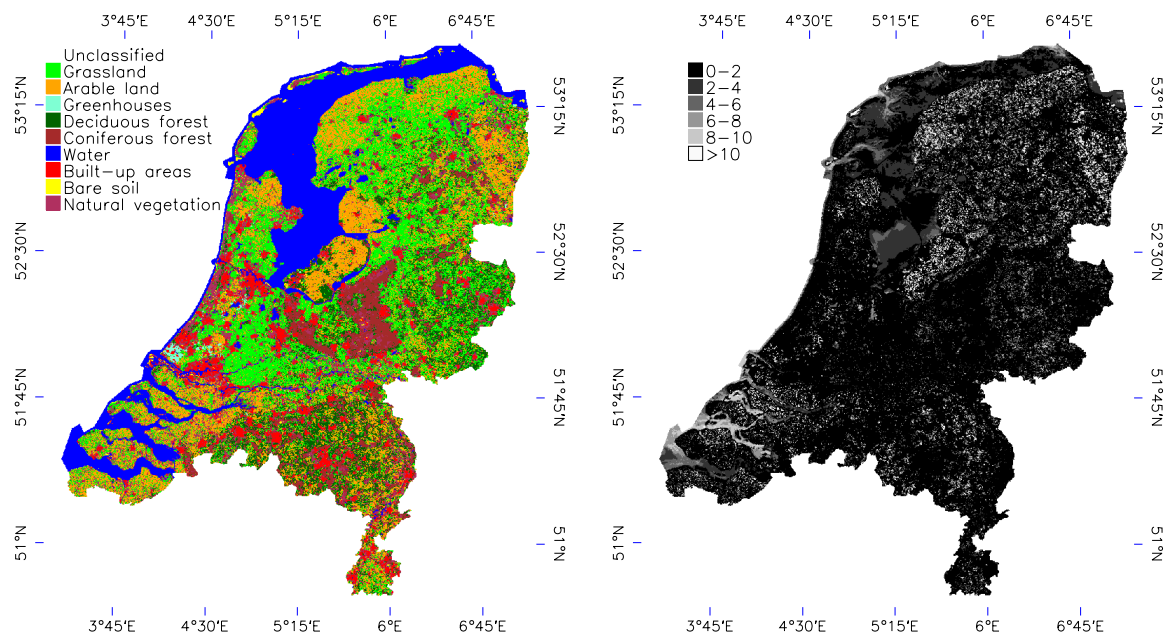 3°45'E 4°30'E 5°15'E 6°E 6°45'E
Unclassified
Grassland
Arable land
Greenhouses
Deciduous forest
Coniferous forest
Water
Built-up areas
Bare soil
Natural vegetation
53°15'N
52°30'N
51°45'N
51°N
53°15'N
52°30'N
51°45'N
51°N
3°45'E 4°30'E 5°15'E 6°E 6°45'E
3°45'E 4°30'E 5°15'E 6°E 6°45'E
0-2
2-4
4-6
6-8
8-10
>10
53°15'N
52°30'N
51°45'N
51°N
53°15'N
52°30'N
51°45'N
51°N
3°45'E 4°30'E 5°15'E 6°E 6°45'E